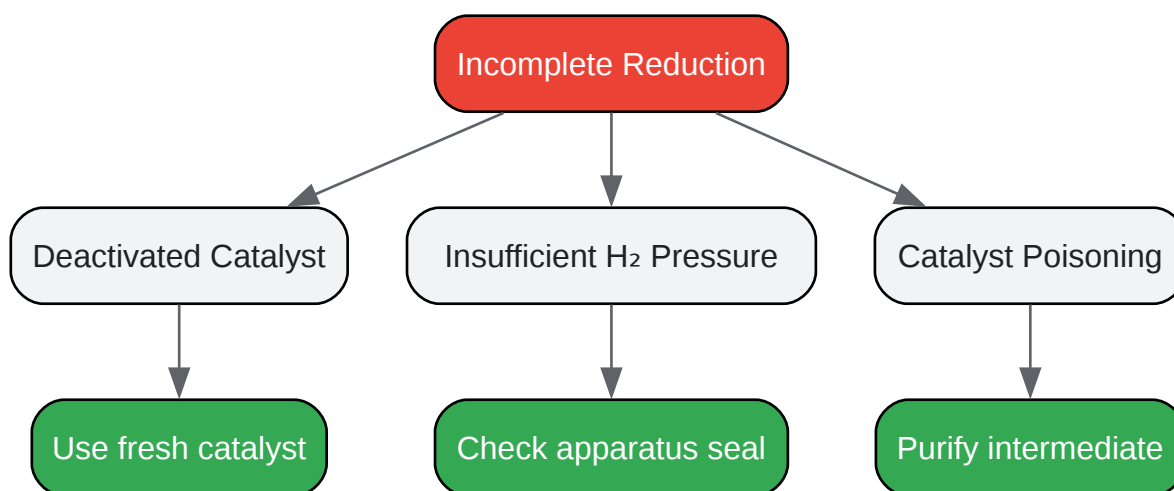 Incomplete Reduction
Deactivated Catalyst
Insufficient H₂ Pressure
Catalyst Poisoning
Use fresh catalyst
Check apparatus seal
Purify intermediate